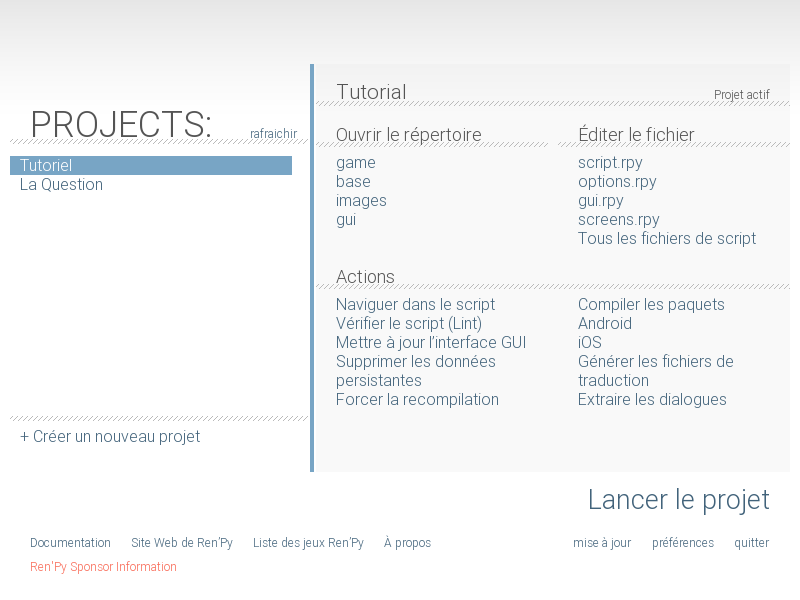 PROJECTS:
rafraichir
Tutoriel
La Question
+ Créer un nouveau projet
Tutorial
Projet actif
Ouvrir le répertoire
game
base
images
gui
Éditer le fichier
script.rpy
options.rpy
gui.rpy
screens.rpy
Tous les fichiers de script
Actions
Naviguer dans le script
Vérifier le script (Lint)
Mettre à jour l’interface GUI
Supprimer les données
persistantes
Forcer la recompilation
Compiler les paquets
Android
iOS
Générer les fichiers de
traduction
Extraire les dialogues
Lancer le projet
Documentation
Site Web de Ren’Py
Liste des jeux Ren’Py
À propos
mise à jour
préférences
quitter
Ren'Py Sponsor Information